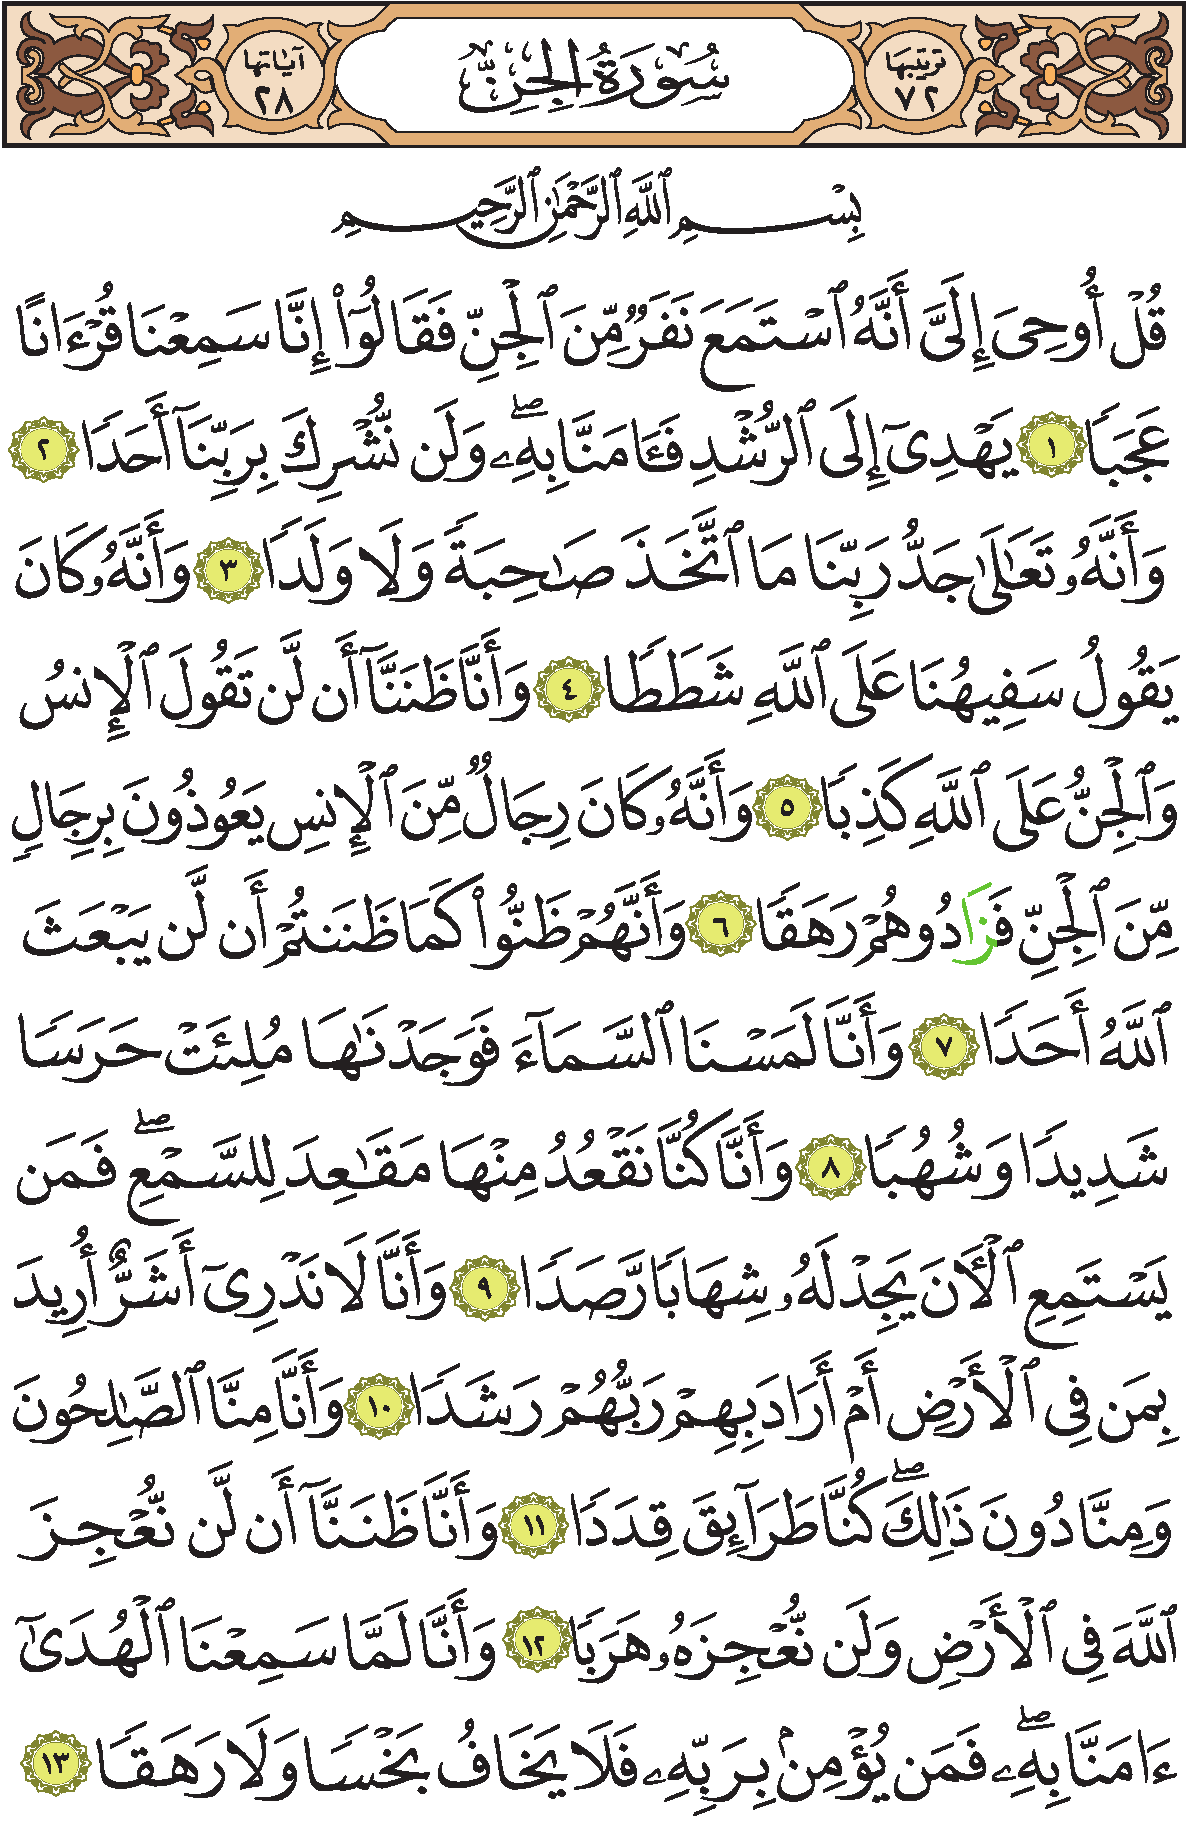 ترتيبها ٧٢ سُورَةُ الجِنِّ آياتها ٢٨
بِسْمِ ٱللَّهِ ٱلرَّحْمَٰنِ ٱلرَّحِيمِ
قُلْ أُوحِىَ إِلَىَّ أَنَّهُ ٱسْتَمَعَ نَفَرٌ مِّنَ ٱلْجِنِّ فَقَالُوٓا۟ إِنَّا سَمِعْنَا قُرْءَانًا
عَجَبًا ١ يَهْدِىٓ إِلَى ٱلرُّشْدِ فَـَٔامَنَّا بِهِۦ ۖ وَلَن نُّشْرِكَ بِرَبِّنَآ أَحَدًا ٢
وَأَنَّهُۥ تَعَٰلَىٰ جَدُّ رَبِّنَا مَا ٱتَّخَذَ صَٰحِبَةً وَلَا وَلَدًا ٣ وَأَنَّهُۥ كَانَ
يَقُولُ سَفِيهُنَا عَلَى ٱللَّهِ شَطَطًا ٤ وَأَنَّا ظَنَنَّآ أَن لَّن تَقُولَ ٱلْإِنسُ
وَٱلْجِنُّ عَلَى ٱللَّهِ كَذِبًا ٥ وَأَنَّهُۥ كَانَ رِجَالٌ مِّنَ ٱلْإِنسِ يَعُوذُونَ بِرِجَالٍ
مِّنَ ٱلْجِنِّ فَزَادُوهُمْ رَهَقًا ٦ وَأَنَّهُمْ ظَنُّوا۟ كَمَا ظَنَنتُمْ أَن لَّن يَبْعَثَ
ٱللَّهُ أَحَدًا ٧ وَأَنَّا لَمَسْنَا ٱلسَّمَآءَ فَوَجَدْنَٰهَا مُلِئَتْ حَرَسًا
شَدِيدًا وَشُهُبًا ٨ وَأَنَّا كُنَّا نَقْعُدُ مِنْهَا مَقَٰعِدَ لِلسَّمْعِ ۖ فَمَن
يَسْتَمِعِ ٱلْـَٔانَ يَجِدْ لَهُۥ شِهَابًا رَّصَدًا ٩ وَأَنَّا لَا نَدْرِىٓ أَشَرٌّ أُرِيدَ
بِمَن فِى ٱلْأَرْضِ أَمْ أَرَادَ بِهِمْ رَبُّهُمْ رَشَدًا ١٠ وَأَنَّا مِنَّا ٱلصَّٰلِحُونَ
وَمِنَّا دُونَ ذَٰلِكَ ۖ كُنَّا طَرَآئِقَ قِدَدًا ١١ وَأَنَّا ظَنَنَّآ أَن لَّن نُّعْجِزَ
ٱللَّهَ فِى ٱلْأَرْضِ وَلَن نُّعْجِزَهُۥ هَرَبًا ١٢ وَأَنَّا لَمَّا سَمِعْنَا ٱلْهُدَىٰٓ
ءَامَنَّا بِهِۦ ۖ فَمَن يُؤْمِنۢ بِرَبِّهِۦ فَلَا يَخَافُ بَخْسًا وَلَا رَهَقًا ١٣